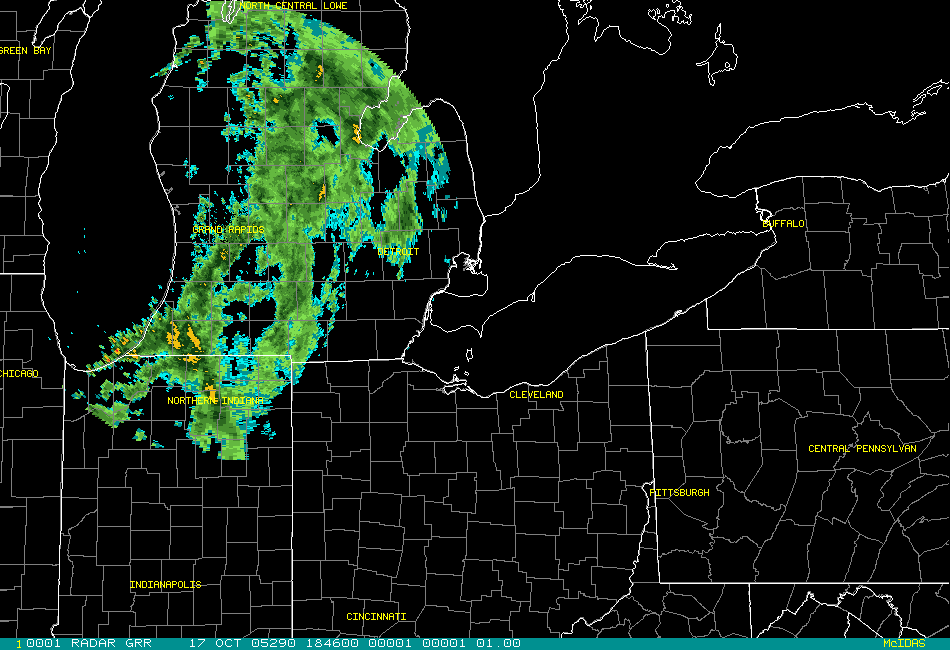 NORTH CENTRAL LOWE
GREEN BAY
GRAND RAPIDS
BUFFALO
DETROIT
CHICAGO
NORTHERN INDIANA
CLEVELAND
CENTRAL PENNSYLVAN
PITTSBURGH
INDIANAPOLIS
CINCINNATI
10001 RADAR GRR 17 OCT 05290 184600 00001 00001 01.00 McIDAS